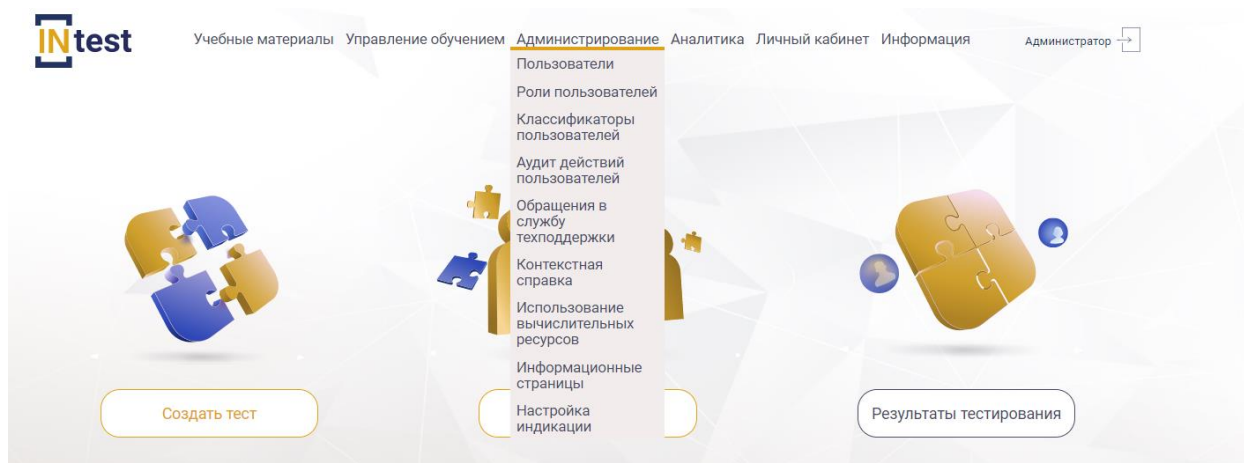 INtest
Учебные материалы Управление обучением Администрирование Аналитика Личный кабинет Информация Администратор
Пользователи
Роли пользователей
Классификаторы
пользователей
Аудит действий
пользователей
Обращения в
службу
техподдержки
Контекстная
справка
Использование
вычислительных
ресурсов
Информационные
страницы
Настройка
индикации
Создать тест
Результаты тестирования